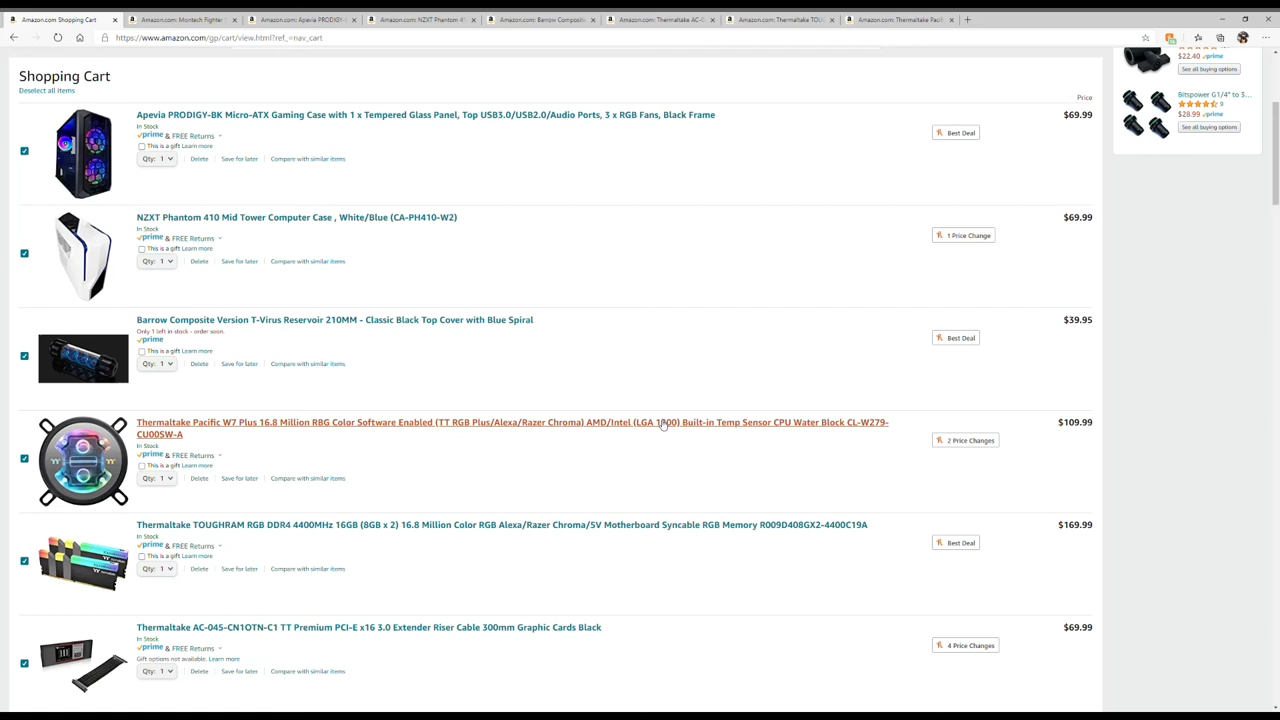 Amazon.com Shopping Cart
Amazon.com: Montech Fighter
Amazon.com: Apevia PRODIGY-
Amazon.com: NZXT Phantom 41
Amazon.com: Barrow Composite
Amazon.com: Thermaltake AC-0
Amazon.com: Thermaltake TOU
Amazon.com: Thermaltake Pacif
https://www.amazon.com/gp/cart/view.html?ref_=nav_cart
Shopping Cart
Deselect all items
Price
Apevia PRODIGY-BK Micro-ATX Gaming Case with 1 x Tempered Glass Panel, Top USB3.0/USB2.0/Audio Ports, 3 x RGB Fans, Black Frame
$69.99
In Stock
Best Deal
prime & FREE Returns
This is a gift Learn more
Qty: 1 Delete Save for later Compare with similar items
NZXT Phantom 410 Mid Tower Computer Case , White/Blue (CA-PH410-W2)
$69.99
In Stock
1 Price Change
prime & FREE Returns
This is a gift Learn more
Qty: 1 Delete Save for later Compare with similar items
Barrow Composite Version T-Virus Reservoir 210MM - Classic Black Top Cover with Blue Spiral
$39.95
Only 1 left in stock - order soon.
Best Deal
prime
This is a gift Learn more
Qty: 1 Delete Save for later Compare with similar items
Thermaltake Pacific W7 Plus 16.8 Million RBG Color Software Enabled (TT RGB Plus/Alexa/Razer Chroma) AMD/Intel (LGA Built-in Temp Sensor CPU Water Block CL-W279-
CU00SW-A
$109.99
In Stock
2 Price Changes
prime & FREE Returns
This is a gift Learn more
Qty: 1 Delete Save for later Compare with similar items
Thermaltake TOUGHRAM RGB DDR4 4400MHz 16GB (8GB x 2) 16.8 Million Color RGB Alexa/Razer Chroma/5V Motherboard Syncable RGB Memory R009D408GX2-4400C19A
$169.99
In Stock
Best Deal
prime & FREE Returns
This is a gift Learn more
Qty: 1 Delete Save for later Compare with similar items
Thermaltake AC-045-CN1OTN-C1 TT Premium PCI-E x16 3.0 Extender Riser Cable 300mm Graphic Cards Black
$69.99
In Stock
4 Price Changes
prime & FREE Returns
Gift options not available. Learn more
Qty: 1 Delete Save for later Compare with similar items
$22.40 prime
See all buying options
Bitspower G1/4" to 3...
9
$28.99 prime
See all buying options